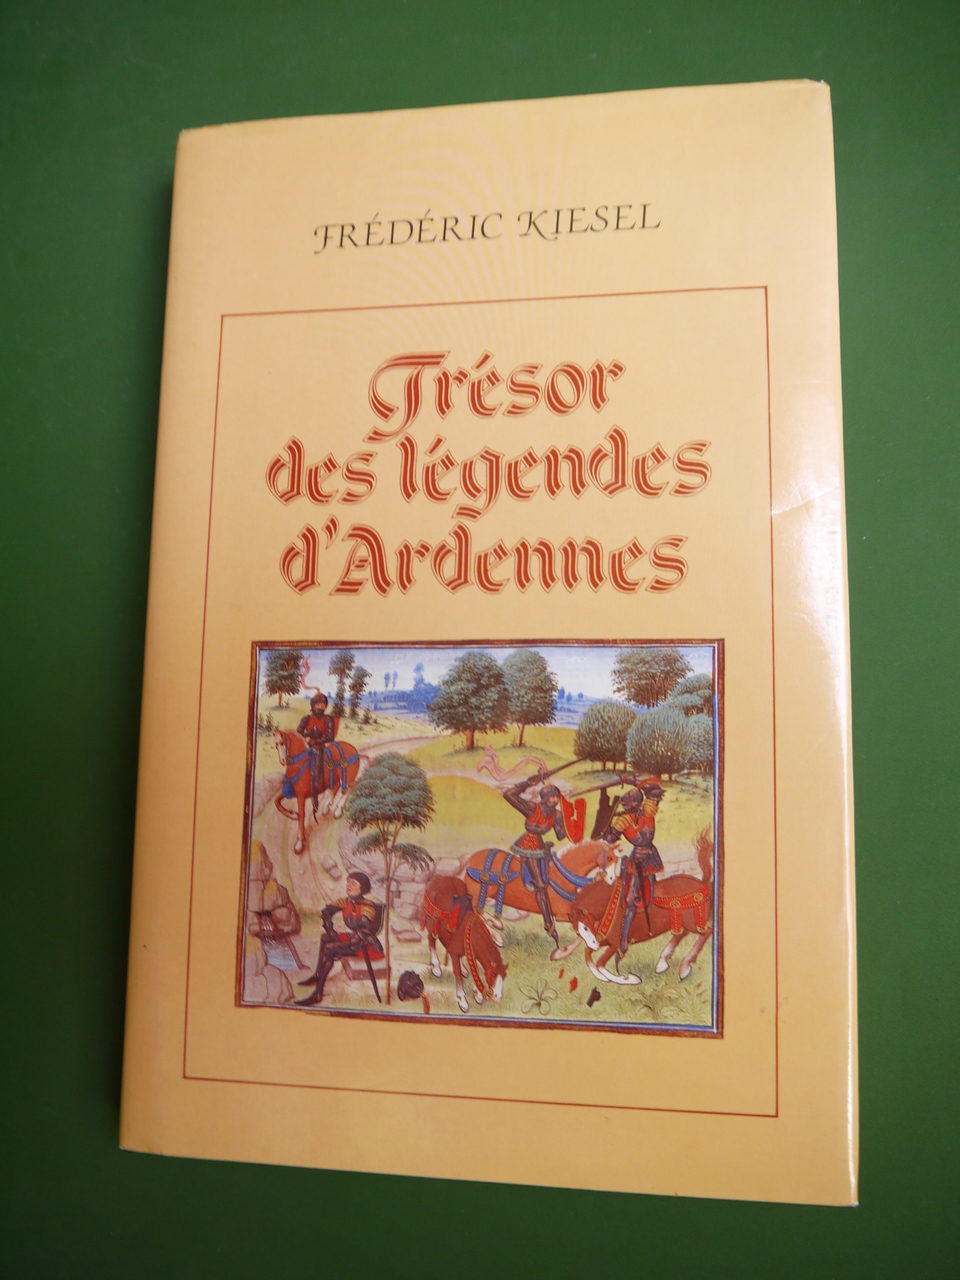 FRÉDÉRIC KIESEL
Trésor
des légendes
d'Ardennes